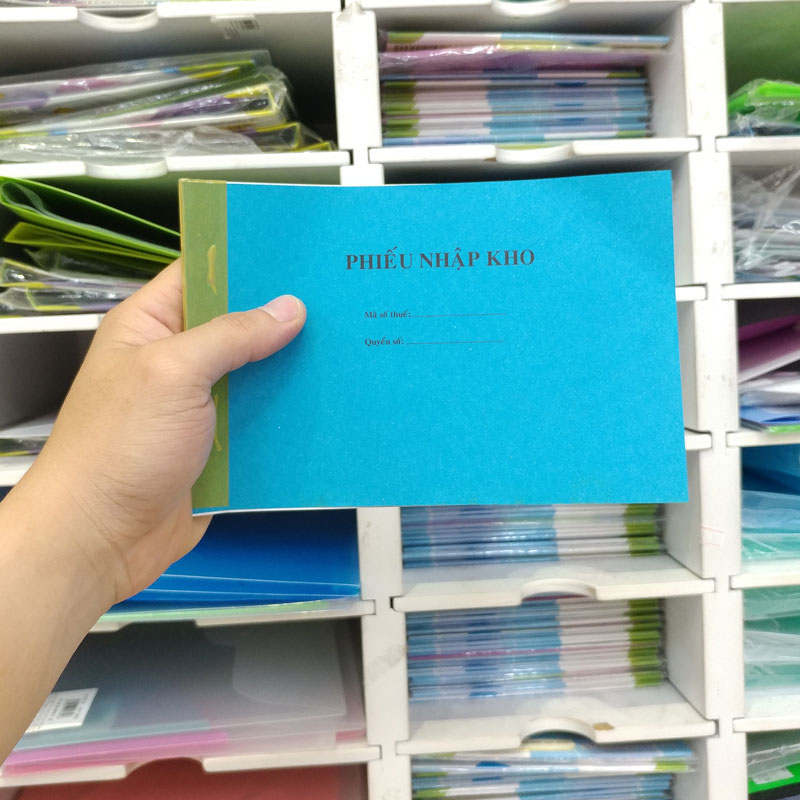 PHIẾU NHẬP KHO
Mã số thuế:
Quyển số: